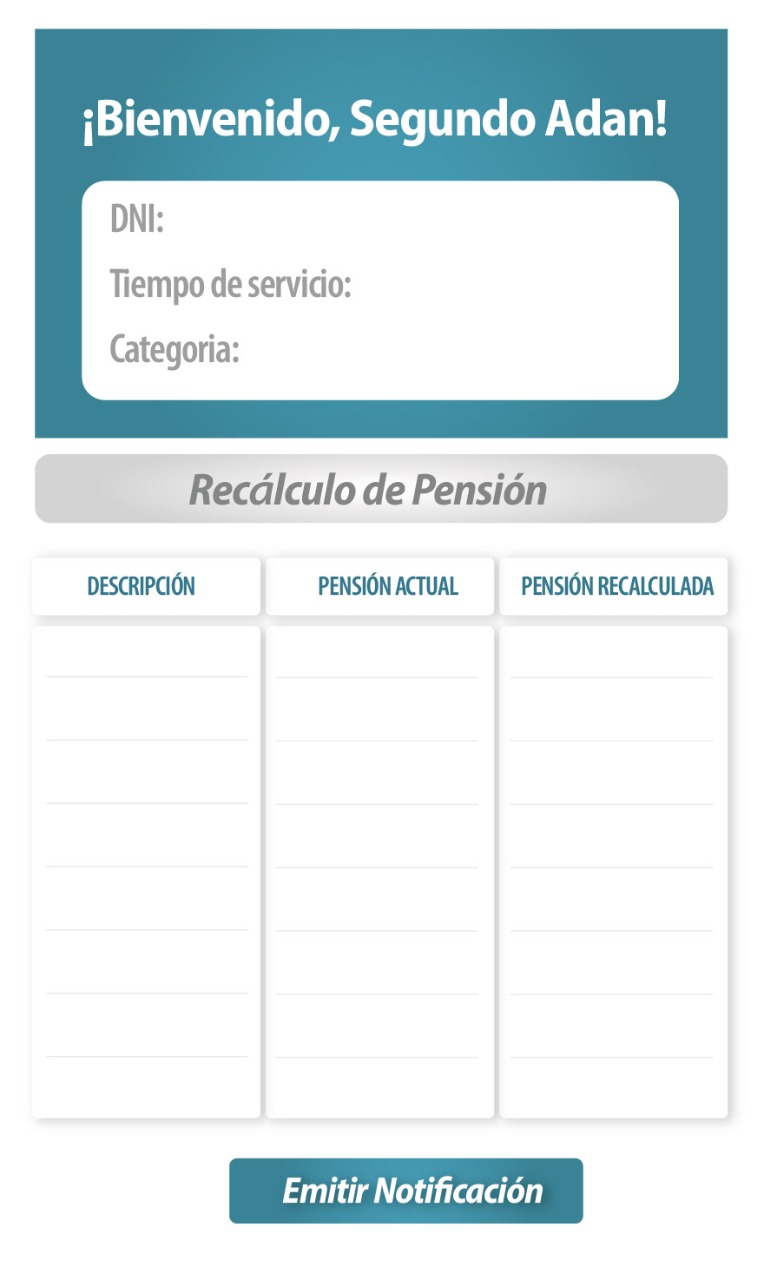 ¡Bienvenido, Segundo Adan!
DNI:
Tiempo de servicio:
Categoria:
Recálculo de Pensión
DESCRIPCIÓN PENSIÓN ACTUAL PENSIÓN RECALCULADA
Emitir Notificación